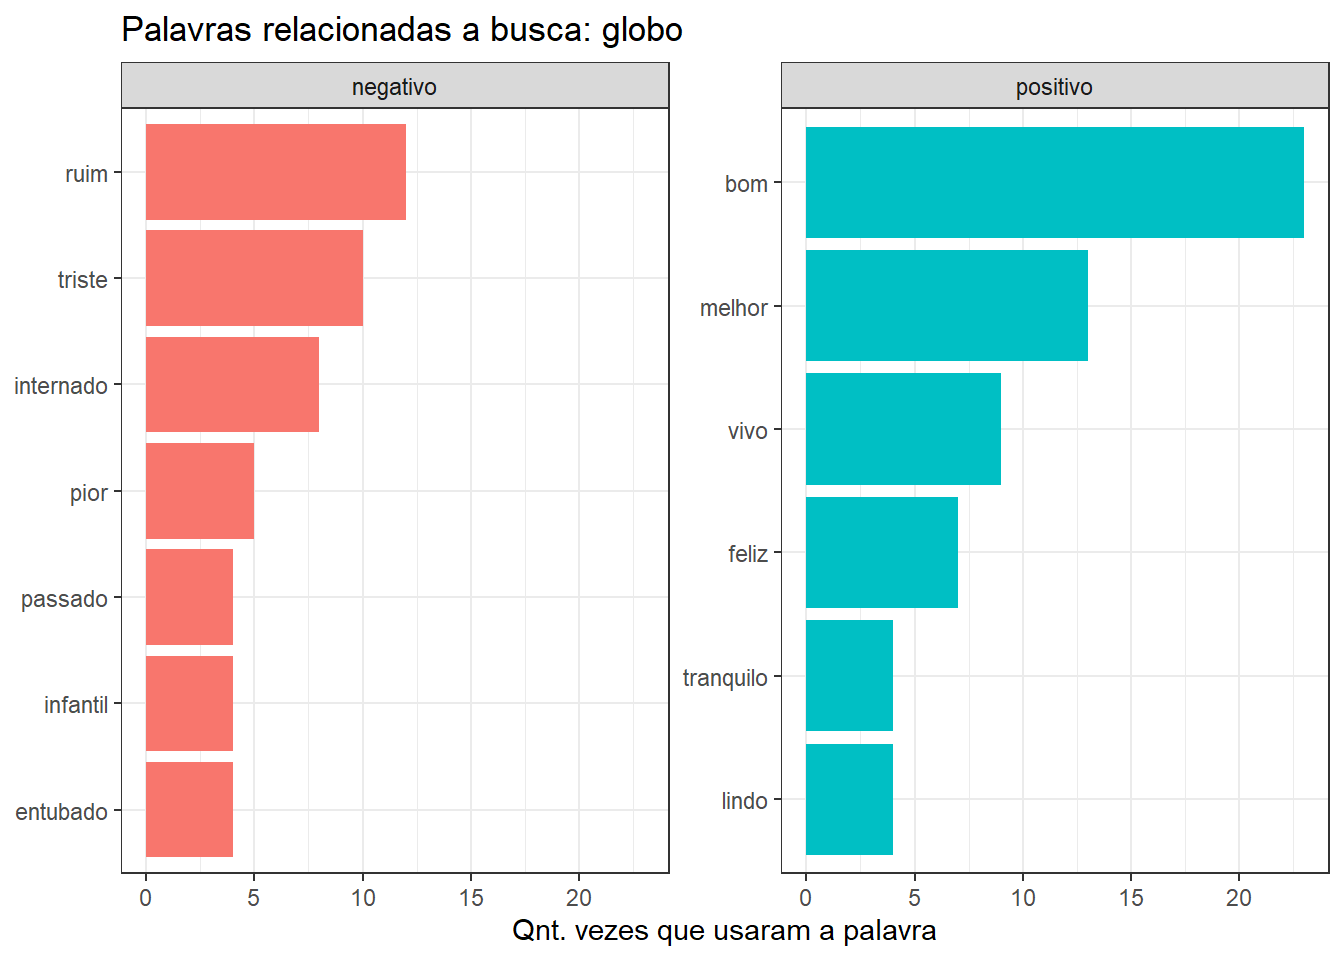 Palavras relacionadas a busca: globo
negativo
ruim
triste
internado
pior
passado
infantil
entubado
0 5 10 15 20
positivo
bom
melhor
vivo
feliz
tranquilo
lindo
0 5 10 15 20
Qnt. vezes que usaram a palavra